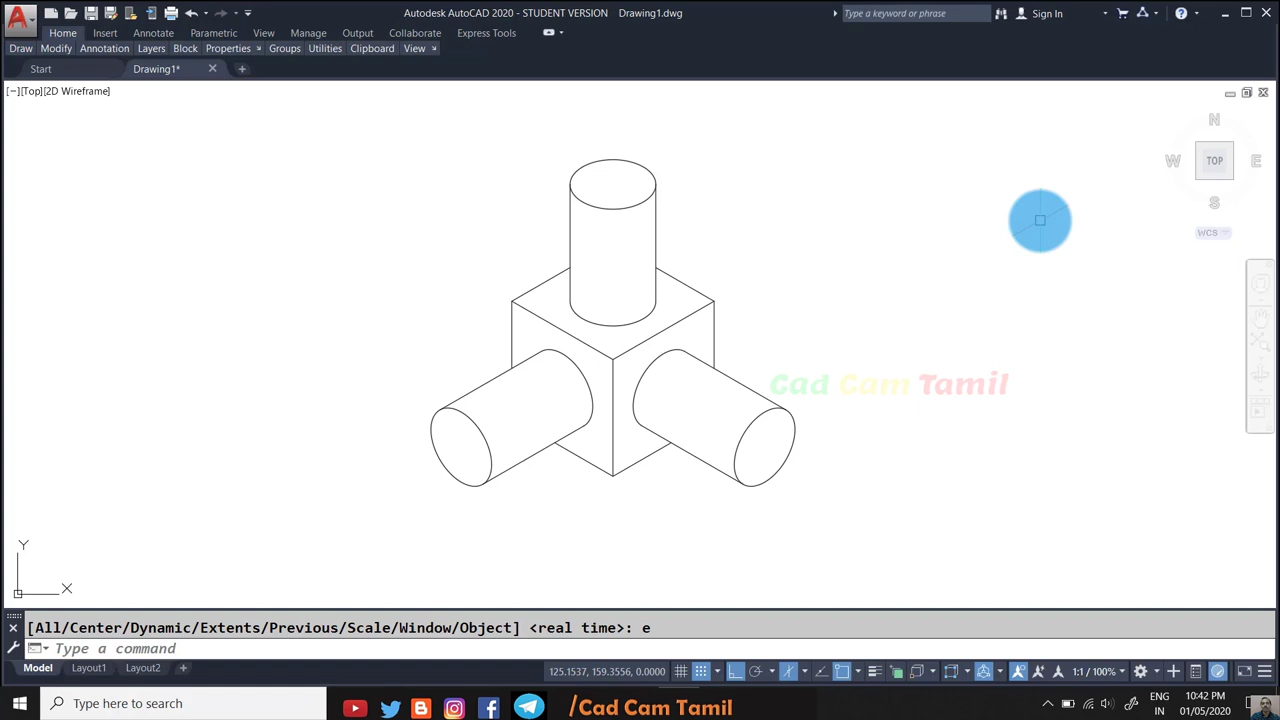 Autodesk AutoCAD 2020 - STUDENT VERSION Drawing1.dwg
Type a keyword or phrase
Sign In
Home Insert Annotate Parametric View Manage Output Collaborate Express Tools
Draw Modify Annotation Layers Block Properties Groups Utilities Clipboard View
Start Drawing1*
[−][Top][2D Wireframe]
N
W TOP E
S
WCS
Cad Cam Tamil
Y
X
[All/Center/Dynamic/Extents/Previous/Scale/Window/Object] <real time>: e
Type a command
Model Layout1 Layout2
125.1537, 159.3556, 0.0000 MODEL 1:1 / 100%
Type here to search
/Cad Cam Tamil
ENG 10:42 PM
IN 01/05/2020